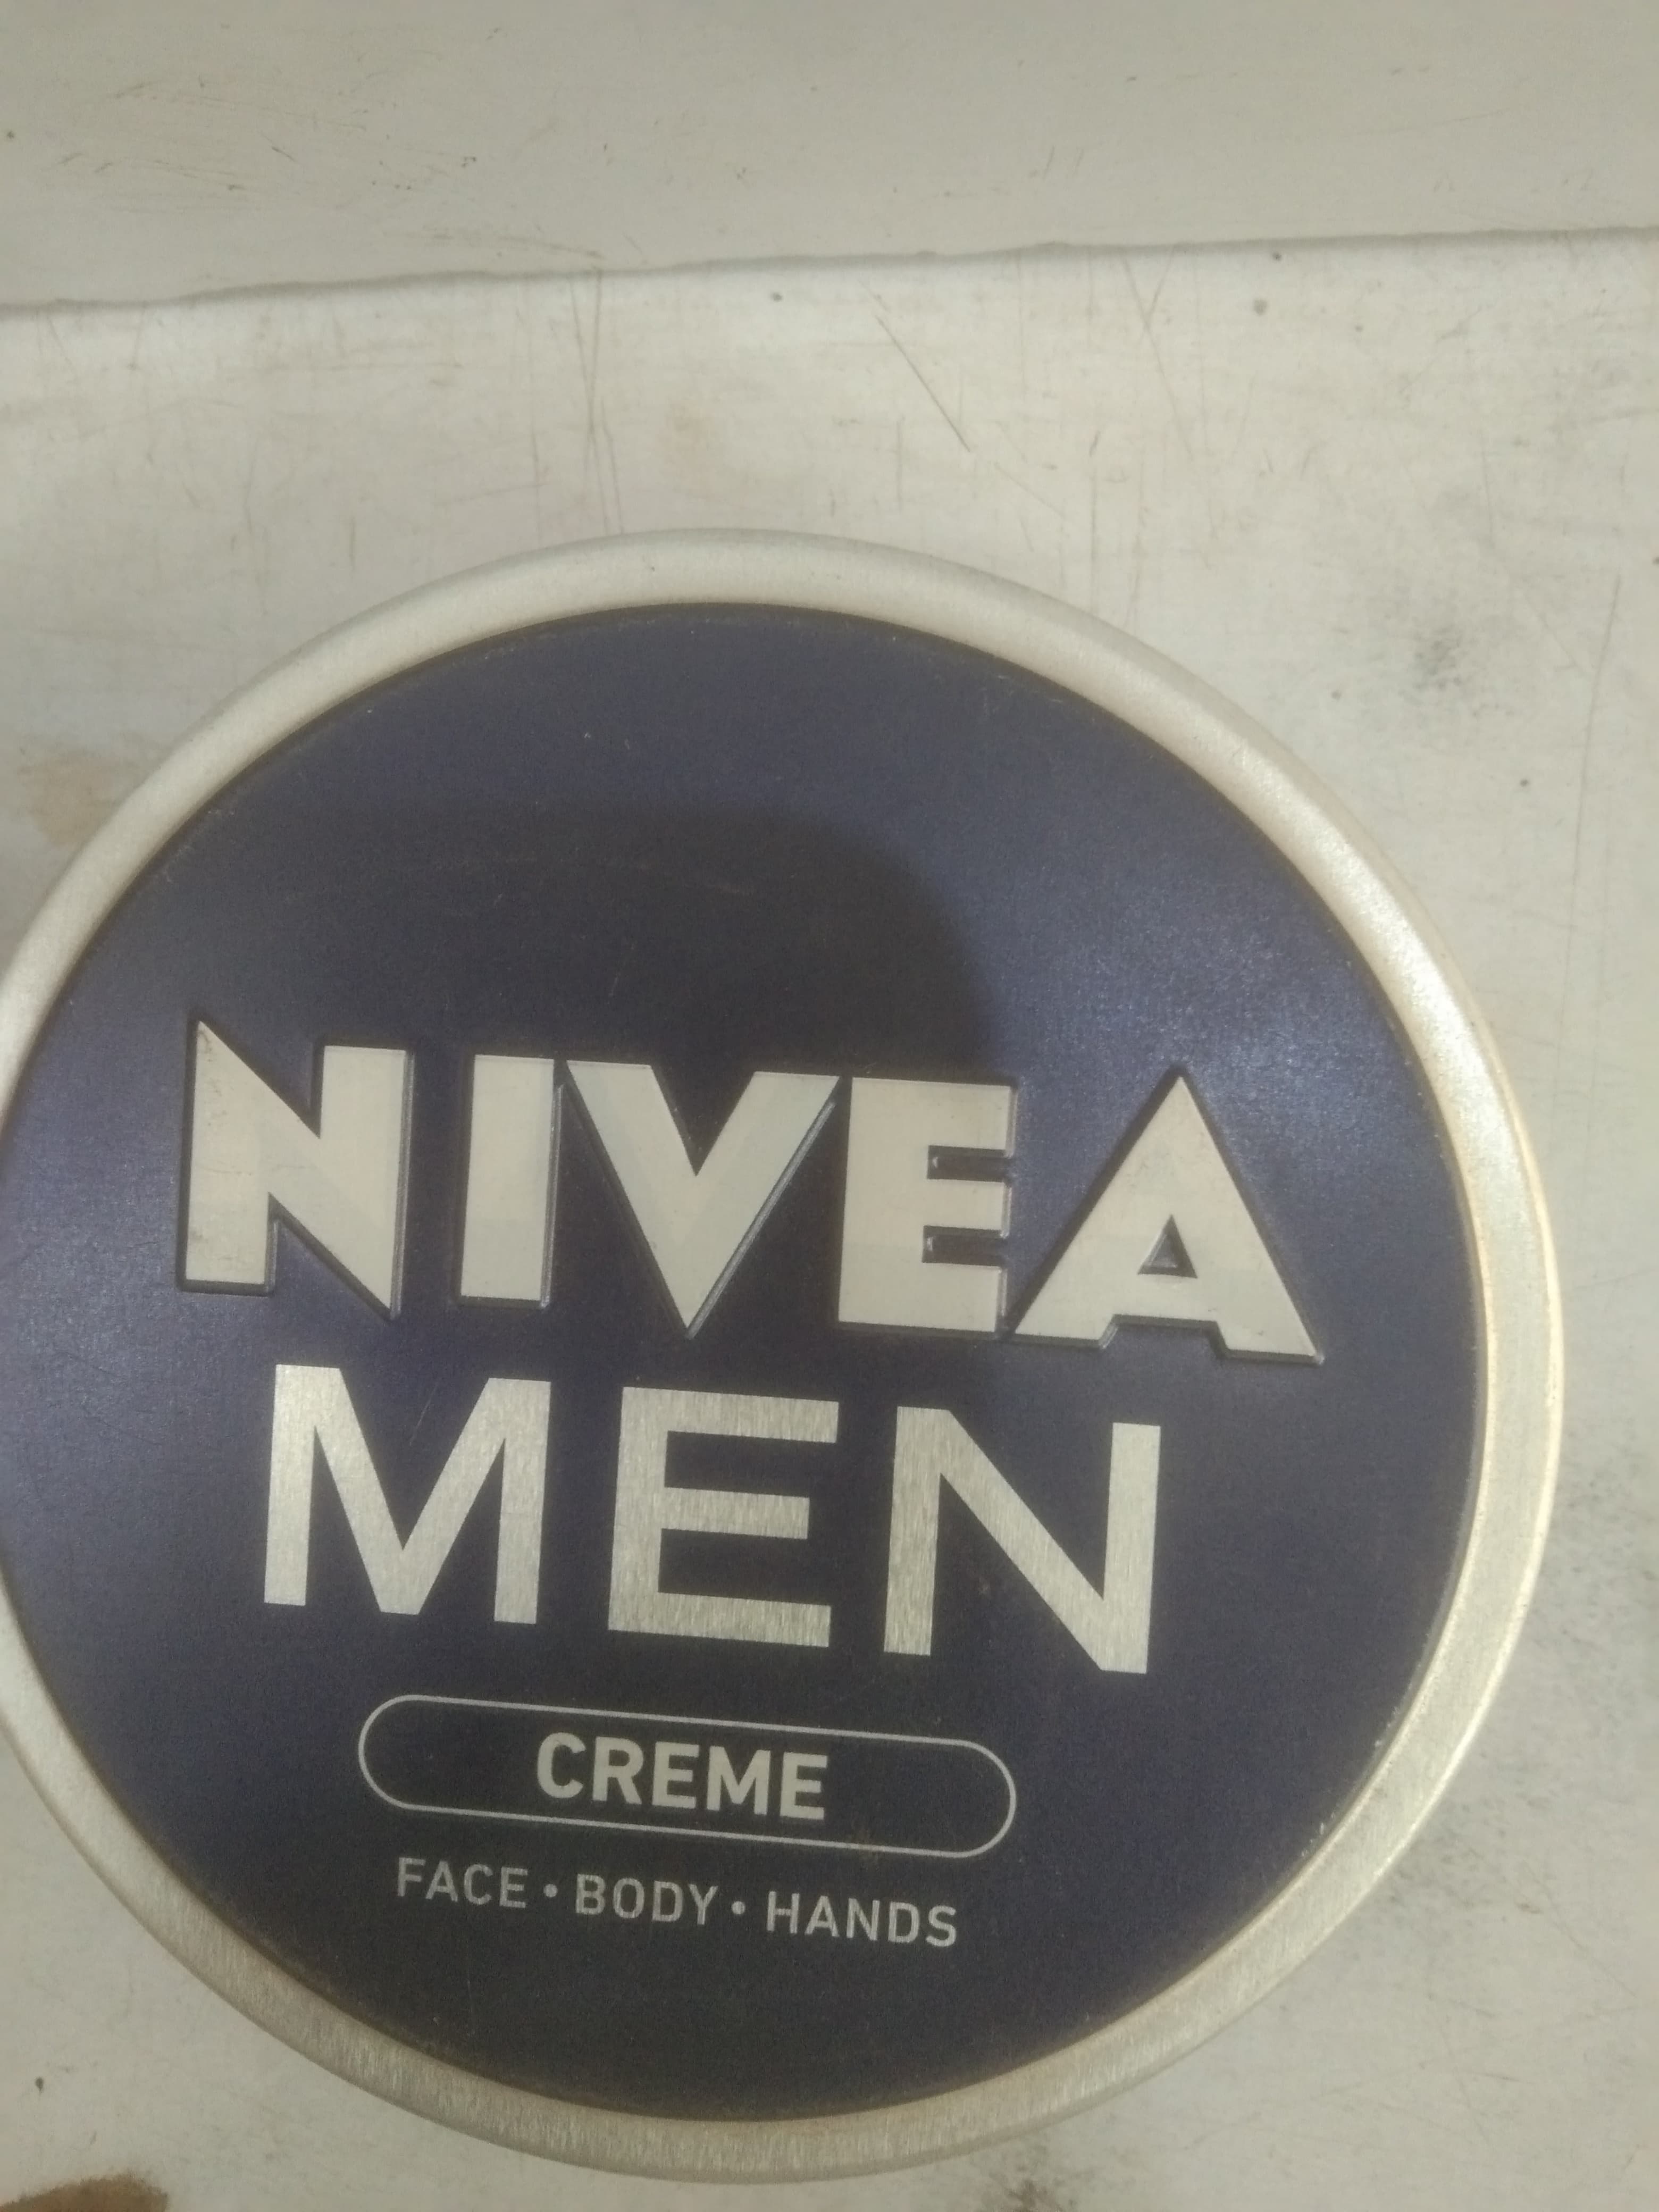 NIVEA
MEN
CREME
FACE • BODY • HANDS